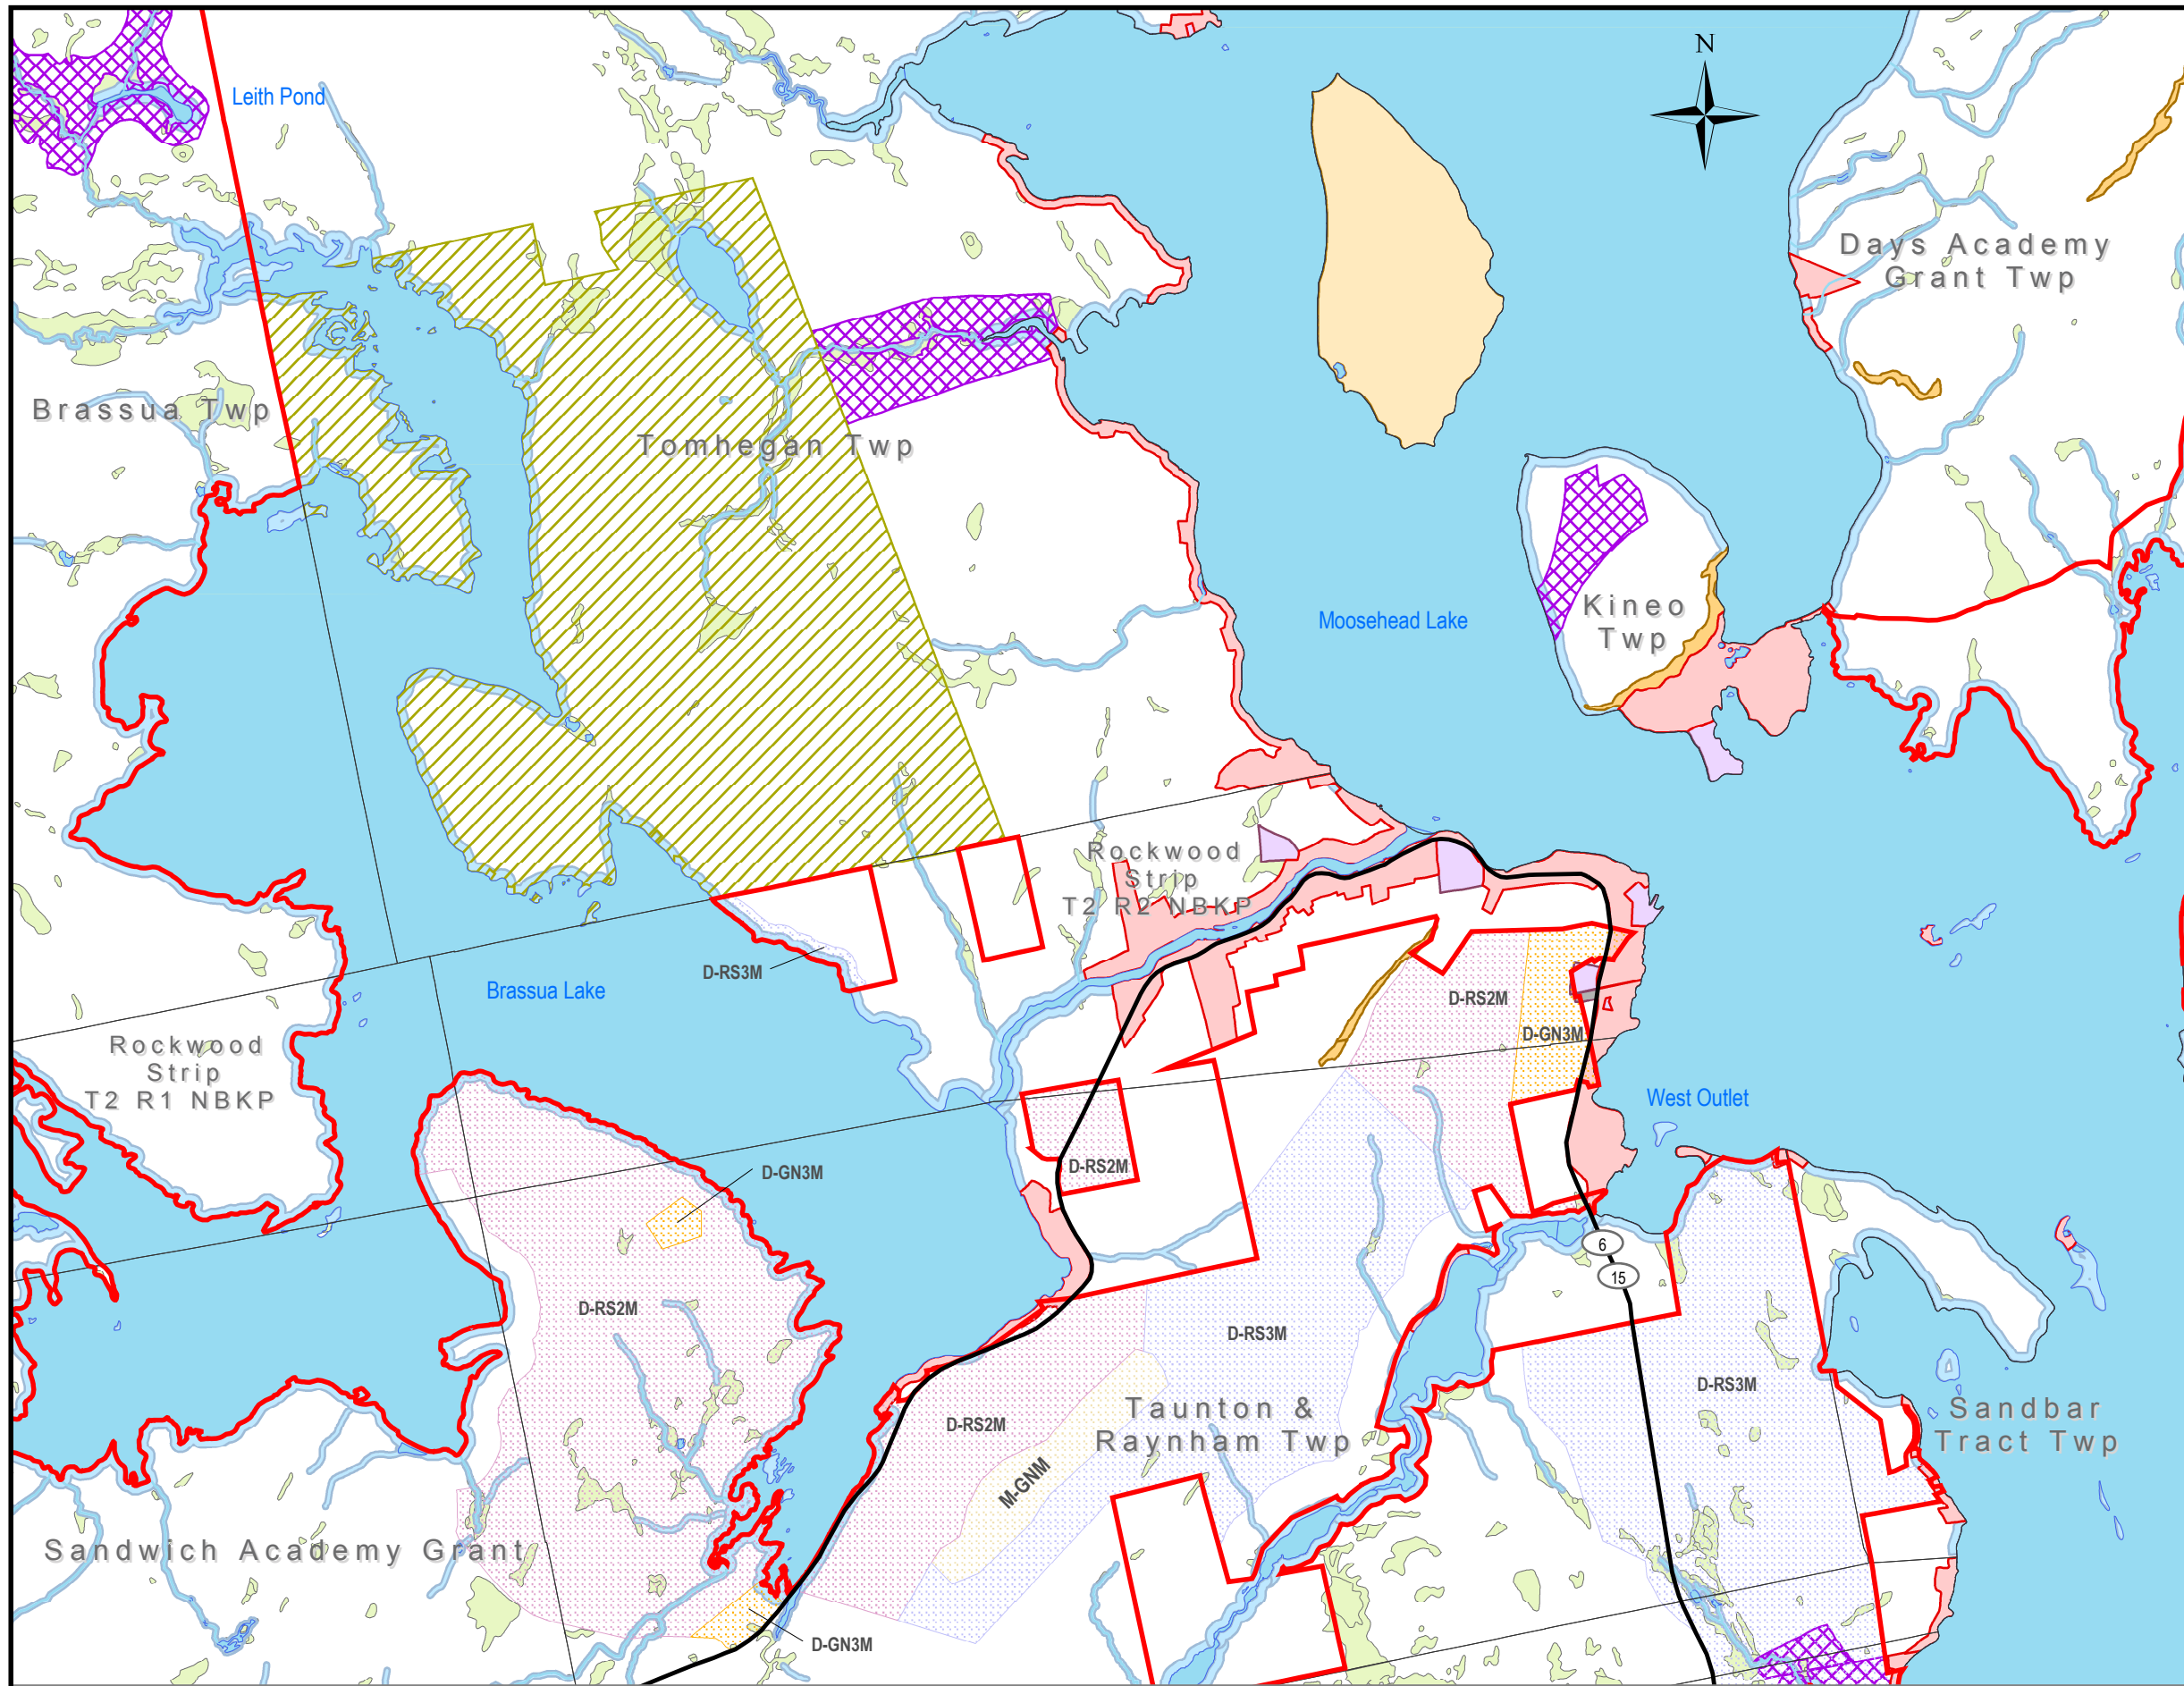 N
Leith Pond
Days Academy
Grant Twp
Brassua Twp
Tomhegan Twp
Moosehead Lake
Kineo
Twp
Rockwood
Strip
T2 R2 NBKP
D-RS3M
Brassua Lake
D-RS2M
D-GN3M
Rockwood
Strip
T2 R1 NBKP
West Outlet
D-RS2M
D-GN3M
6
15
D-RS2M
D-RS3M
D-RS3M
D-RS2M
Taunton &
Raynham Twp
Sandbar
Tract Twp
M-GNM
Sandwich Academy Grant
D-GN3M